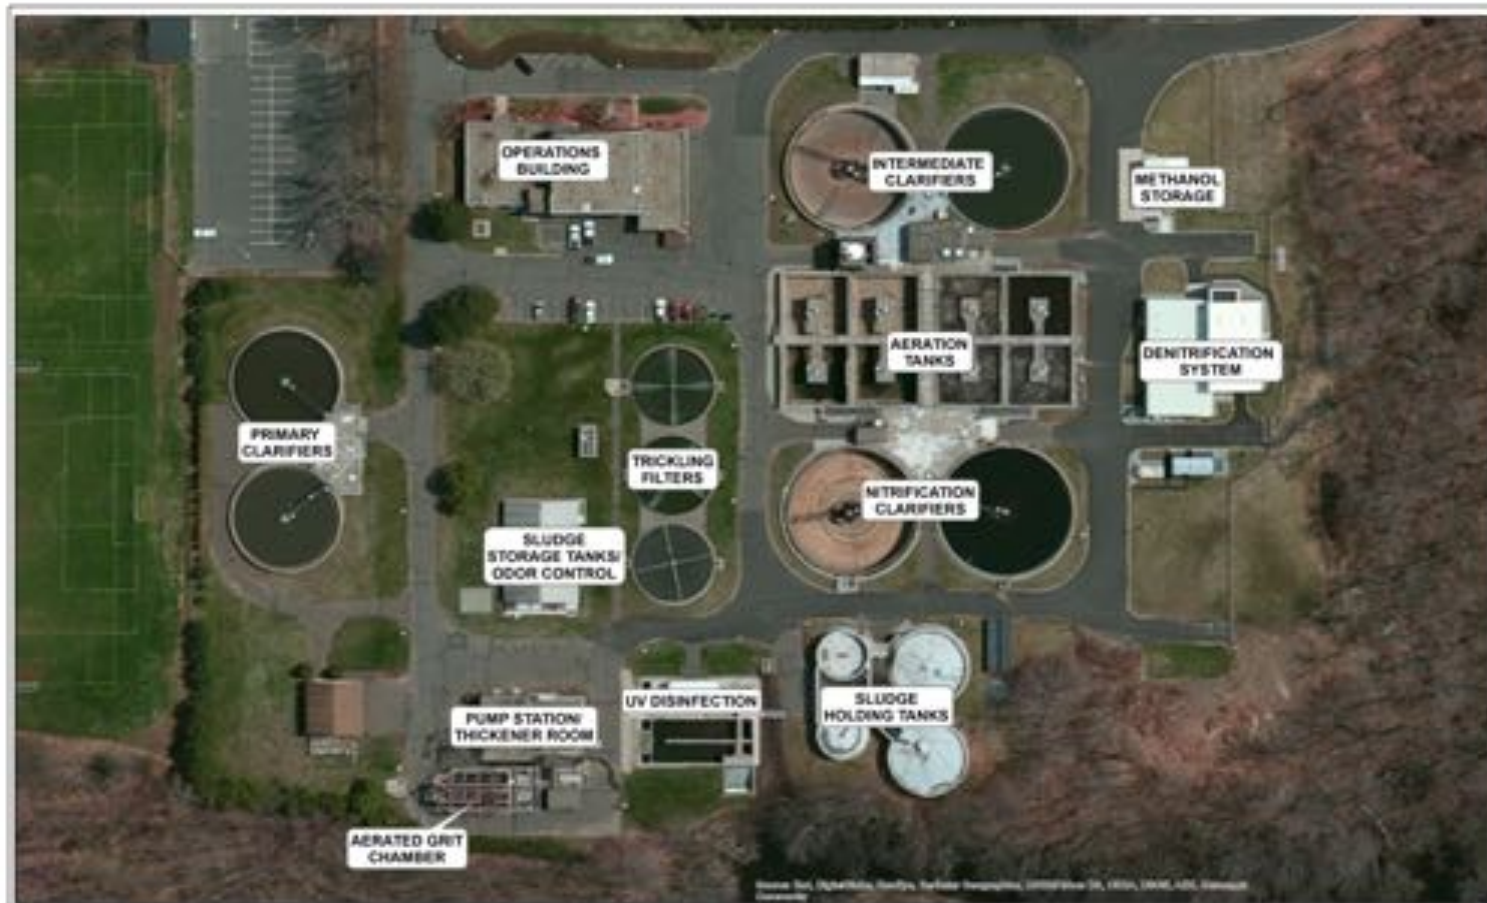 OPERATIONS
BUILDING
INTERMEDIATE
CLARIFIERS
METHANOL
STORAGE
AERATION
TANKS
DENITRIFICATION
SYSTEM
PRIMARY
CLARIFIERS
TRICKLING
FILTERS
NITRIFICATION
CLARIFIERS
SLUDGE
STORAGE TANKS/
ODOR CONTROL
UV DISINFECTION
SLUDGE
HOLDING TANKS
PUMP STATION/
THICKENER ROOM
AERATED GRIT
CHAMBER
Community